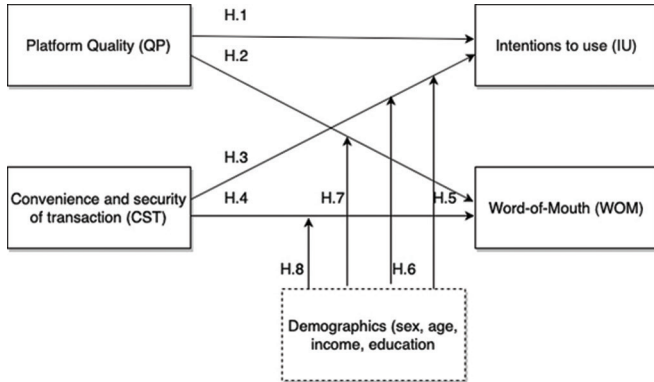 H.1
Platform Quality (QP)
Intentions to use (IU)
H.2
H.3
Convenience and security
of transaction (CST)
H.4
H.7
H.5
Word-of-Mouth (WOM)
H.8
H.6
Demographics (sex, age,
income, education